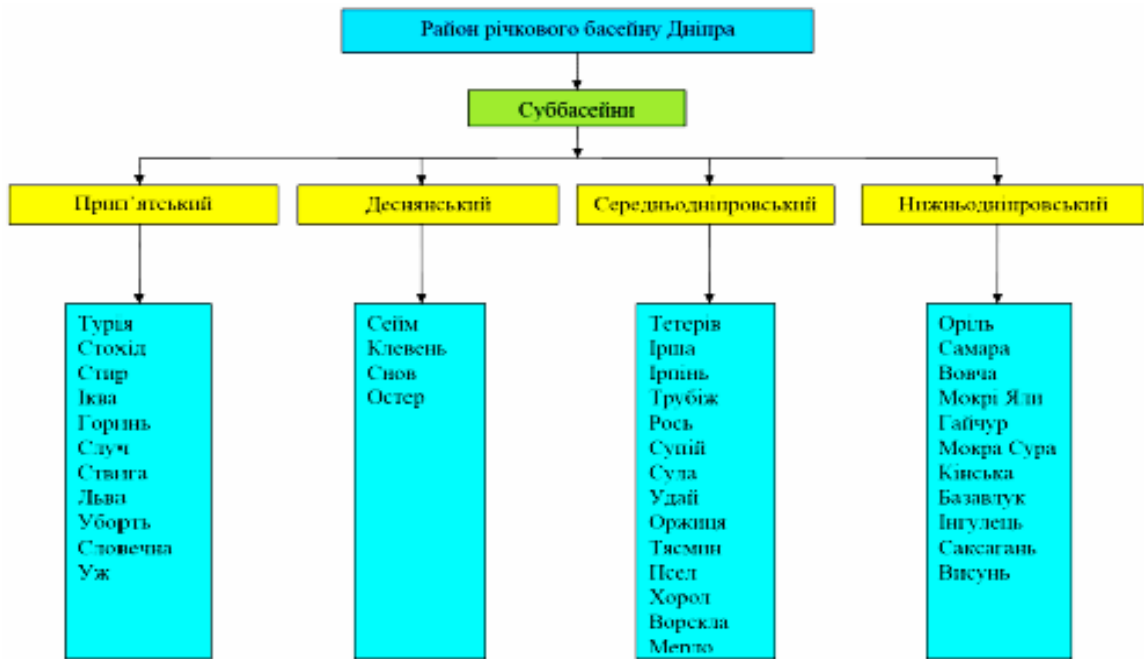 Район річкового басейну Дніпра
Суббасейни
Прип'ятський
Деснянський
Середньодніпровський
Нижньодніпровський
Турія
Стохід
Стир
Іква
Горинь
Случ
Ствига
Льва
Уборть
Словечна
Уж
Сейм
Клевень
Снов
Остер
Тетерів
Ірша
Ірпінь
Трубіж
Рось
Супій
Сула
Удай
Оржиця
Тясмин
Псел
Хорол
Ворскла
Мерло
Оріль
Самара
Вовча
Мокрі Яли
Гайчур
Мокра Сура
Кінська
Базавлук
Інгулець
Саксагань
Висунь